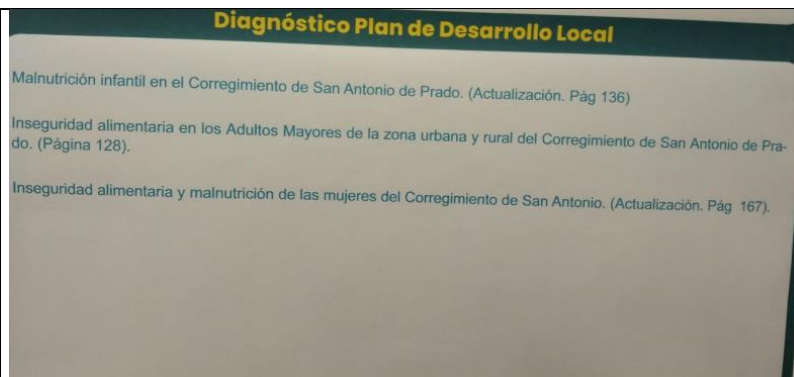 Diagnóstico Plan de Desarrollo Local
Malnutrición infantil en el Corregimiento de San Antonio de Prado. (Actualización. Pág 136)
Inseguridad alimentaria en los Adultos Mayores de la zona urbana y rural del Corregimiento de San Antonio de Pra-
do. (Página 128).
Inseguridad alimentaria y malnutrición de las mujeres del Corregimiento de San Antonio. (Actualización. Pág 167).